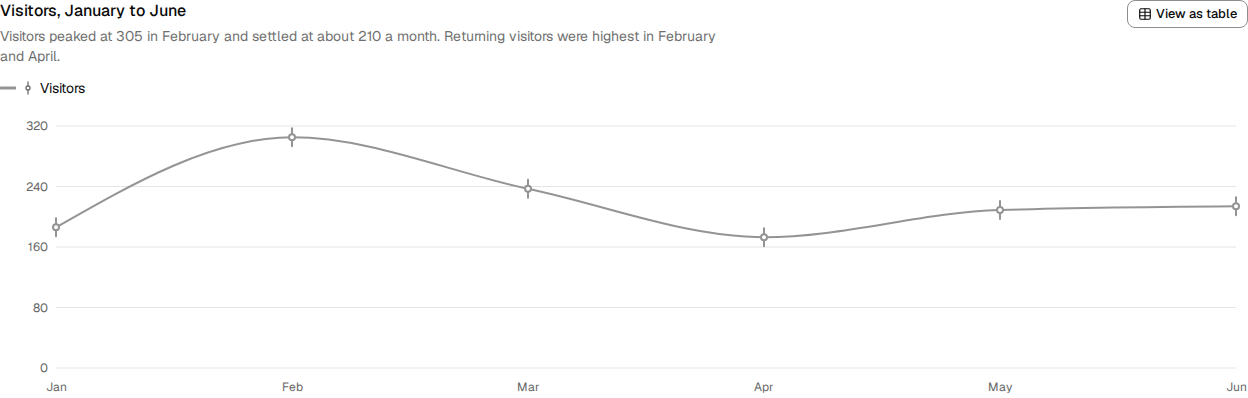 Visitors, January to June
View as table
Visitors peaked at 305 in February and settled at about 210 a month. Returning visitors were highest in February
and April.
Visitors
320
240
160
80
0
Jan
Feb
Mar
Apr
May
Jun